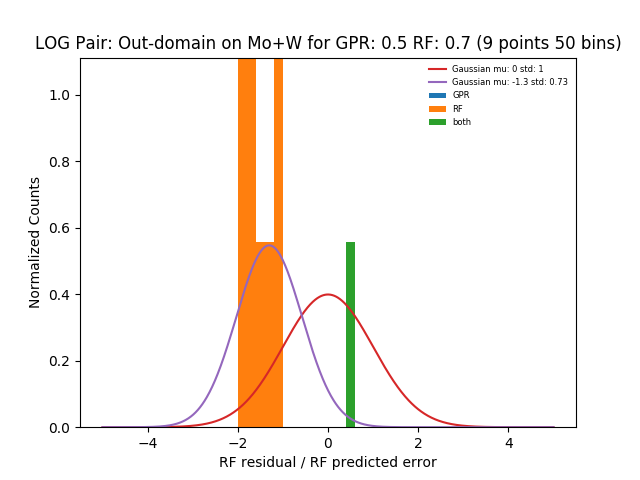 LOG Pair: Out-domain on Mo+W for GPR: 0.5 RF: 0.7 (9 points 50 bins)
Gaussian mu: 0 std: 1
Gaussian mu: -1.3 std: 0.73
GPR
RF
both
Normalized Counts
1.0
0.8
0.6
0.4
0.2
0.0
−4 −2 0 2 4
RF residual / RF predicted error